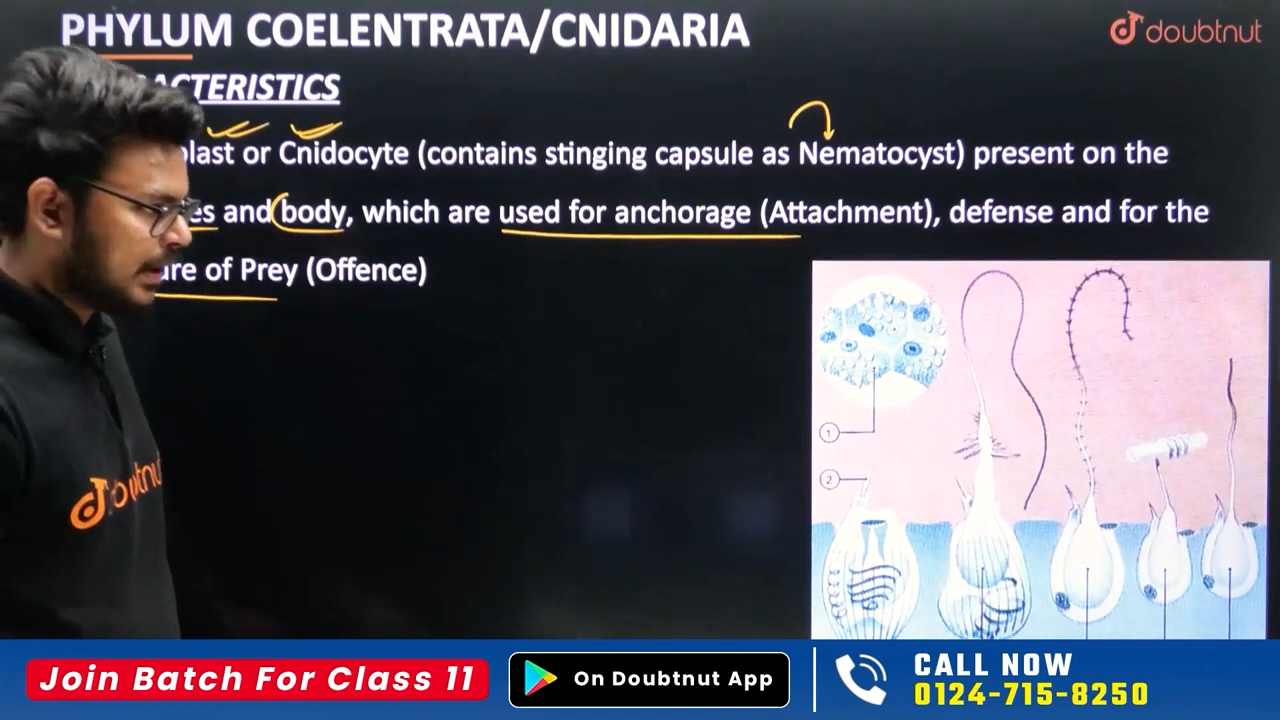 PHYLUM COELENTRATA/CNIDARIA
doubtnut
ACTERISTICS
last or Cnidocyte (contains stinging capsule as Nematocyst) present on the
es and body, which are used for anchorage (Attachment), defense and for the
ure of Prey (Offence)
1
2
doubtnut
Join Batch For Class 11
On Doubtnut App
CALL NOW
0124-715-8250